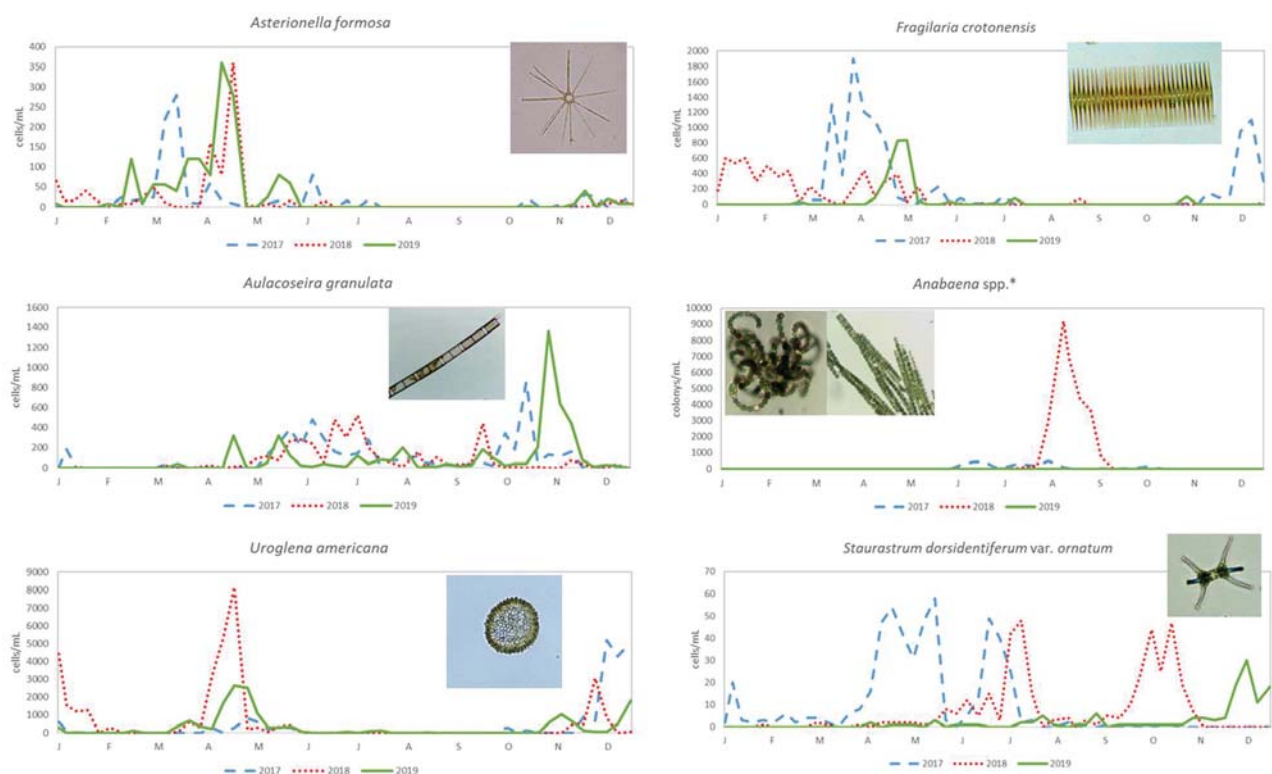 Asterionella formosa
400
350
300
250
200
150
100
50
0
cells/mL
J F M A M J J A S O N D
2017 2018 2019
Fragilaria crotonensis
2000
1800
1600
1400
1200
1000
800
600
400
200
0
cells/mL
J F M A M J J A S O N D
2017 2018 2019
Aulacoseira granulata
1600
1400
1200
1000
800
600
400
200
0
cells/mL
J F M A M J J A S O N D
2017 2018 2019
Anabaena spp.*
10000
9000
8000
7000
6000
5000
4000
3000
2000
1000
0
colonys/mL
J F M A M J J A S O N D
2017 2018 2019
Uroglena americana
9000
8000
7000
6000
5000
4000
3000
2000
1000
0
cells/mL
J F M A M J J A S O N D
2017 2018 2019
Staurastrum dorsidentiferum var. ornatum
70
60
50
40
30
20
10
0
cells/mL
J F M A M J J A S O N D
2017 2018 2019